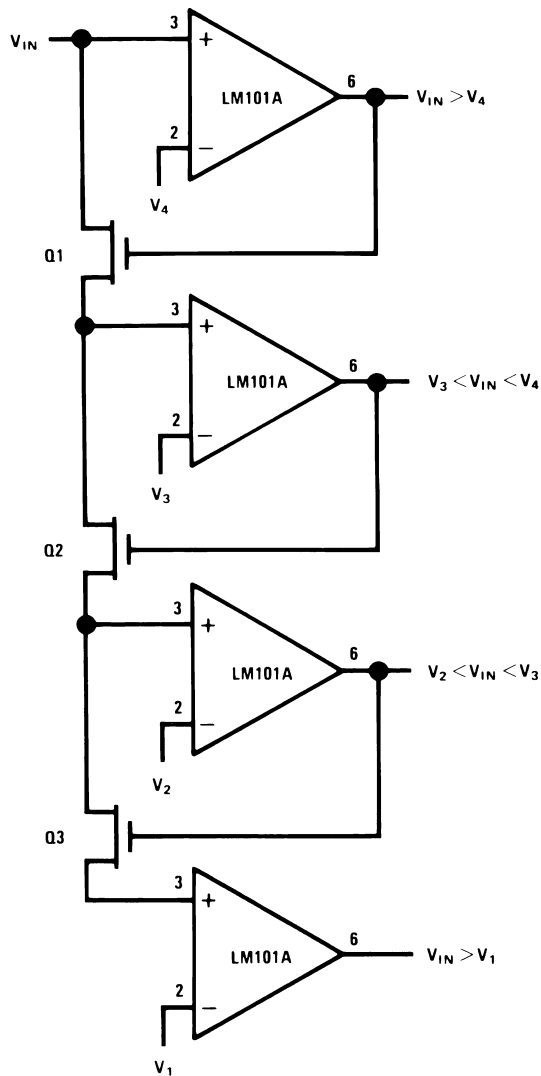 3
V_IN
+
6
LM101A
V_IN > V_4
2
−
V_4
Q1
3
+
6
LM101A
V_3 < V_IN < V_4
2
−
V_3
Q2
3
+
6
LM101A
V_2 < V_IN < V_3
2
−
V_2
Q3
3
+
6
LM101A
V_IN > V_1
2
−
V_1